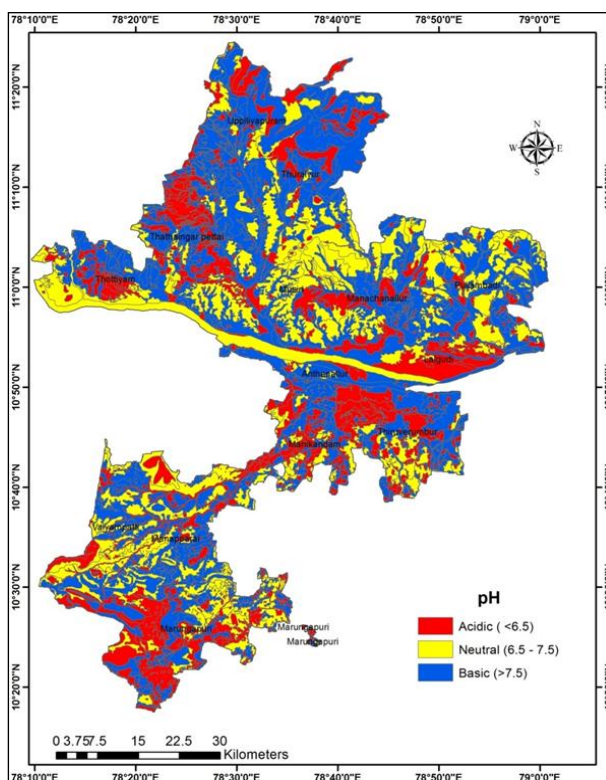 78°10'0"E 78°20'0"E 78°30'0"E 78°40'0"E 78°50'0"E 79°0'0"E
N
W E
S
11°20'0"N
11°10'0"N
11°0'0"N
10°50'0"N
10°40'0"N
10°30'0"N
10°20'0"N
Uppiliyapuram
Thuraiyur
Thottiyam
Manachanallur
Lalgudi
Manikandam
Thiruverumbur
Manapparai
Marungapuri
Marungapuri
Marungapuri
pH
Acidic ( <6.5)
Neutral (6.5 - 7.5)
Basic (>7.5)
0 3.75 7.5 15 22.5 30
Kilometers
78°10'0"E 78°20'0"E 78°30'0"E 78°40'0"E 78°50'0"E 79°0'0"E